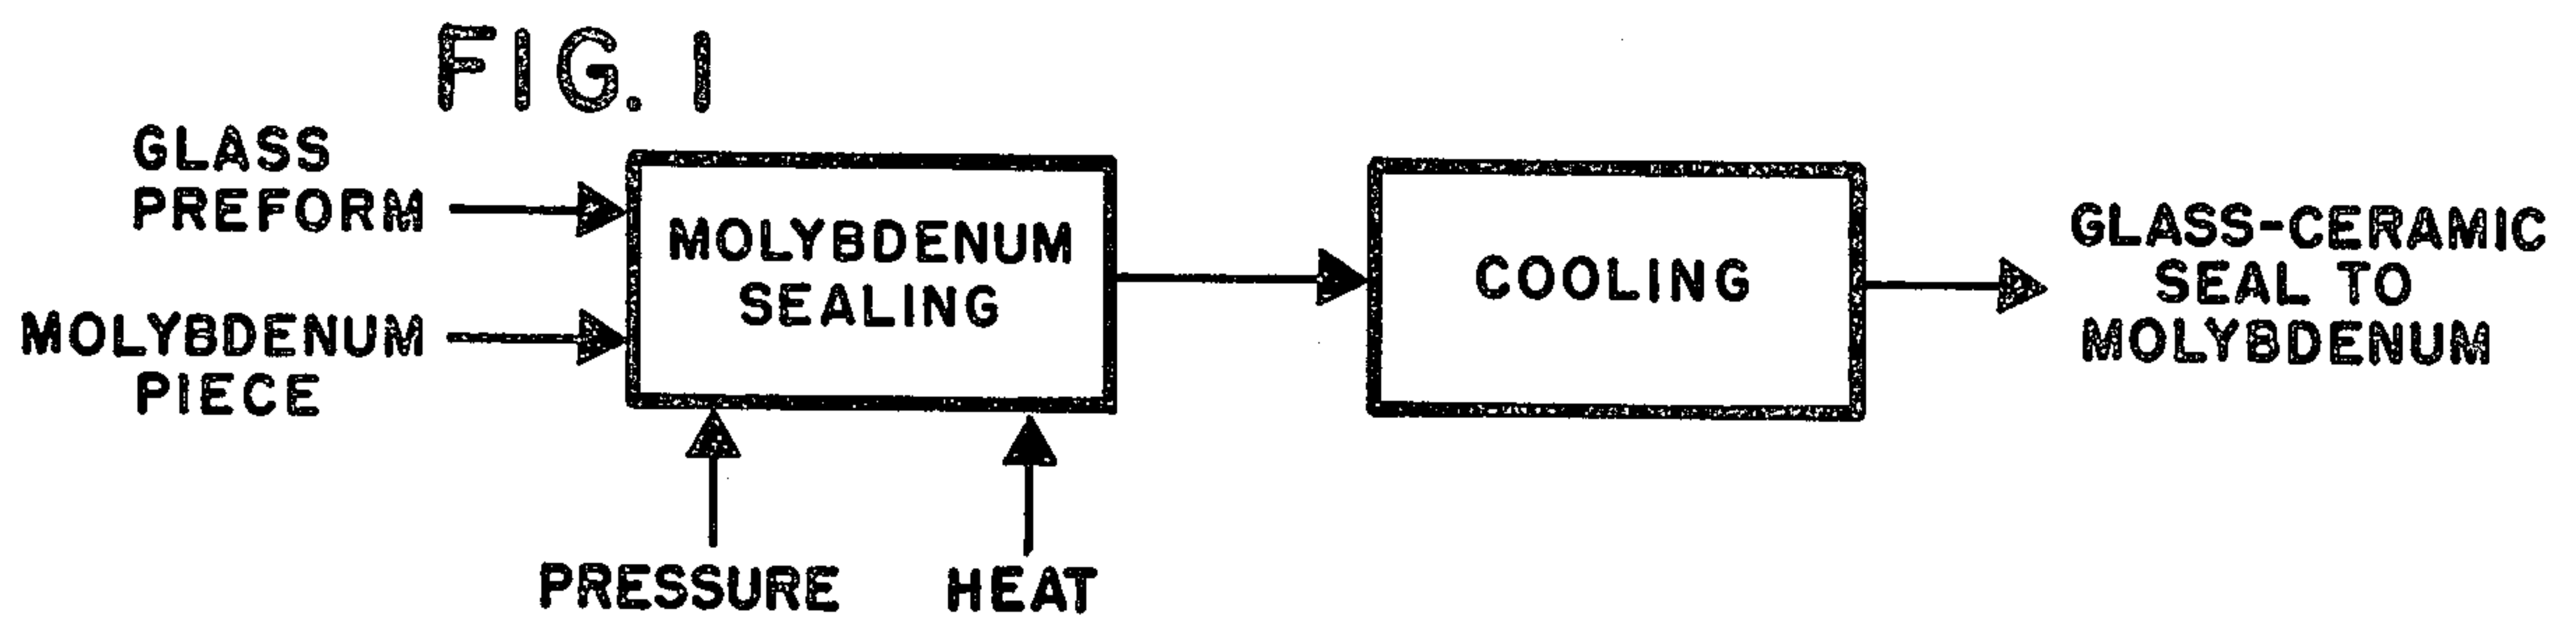 FIG. 1
GLASS
PREFORM
MOLYBDENUM
PIECE
MOLYBDENUM
SEALING
PRESSURE
HEAT
COOLING
GLASS-CERAMIC
SEAL TO
MOLYBDENUM